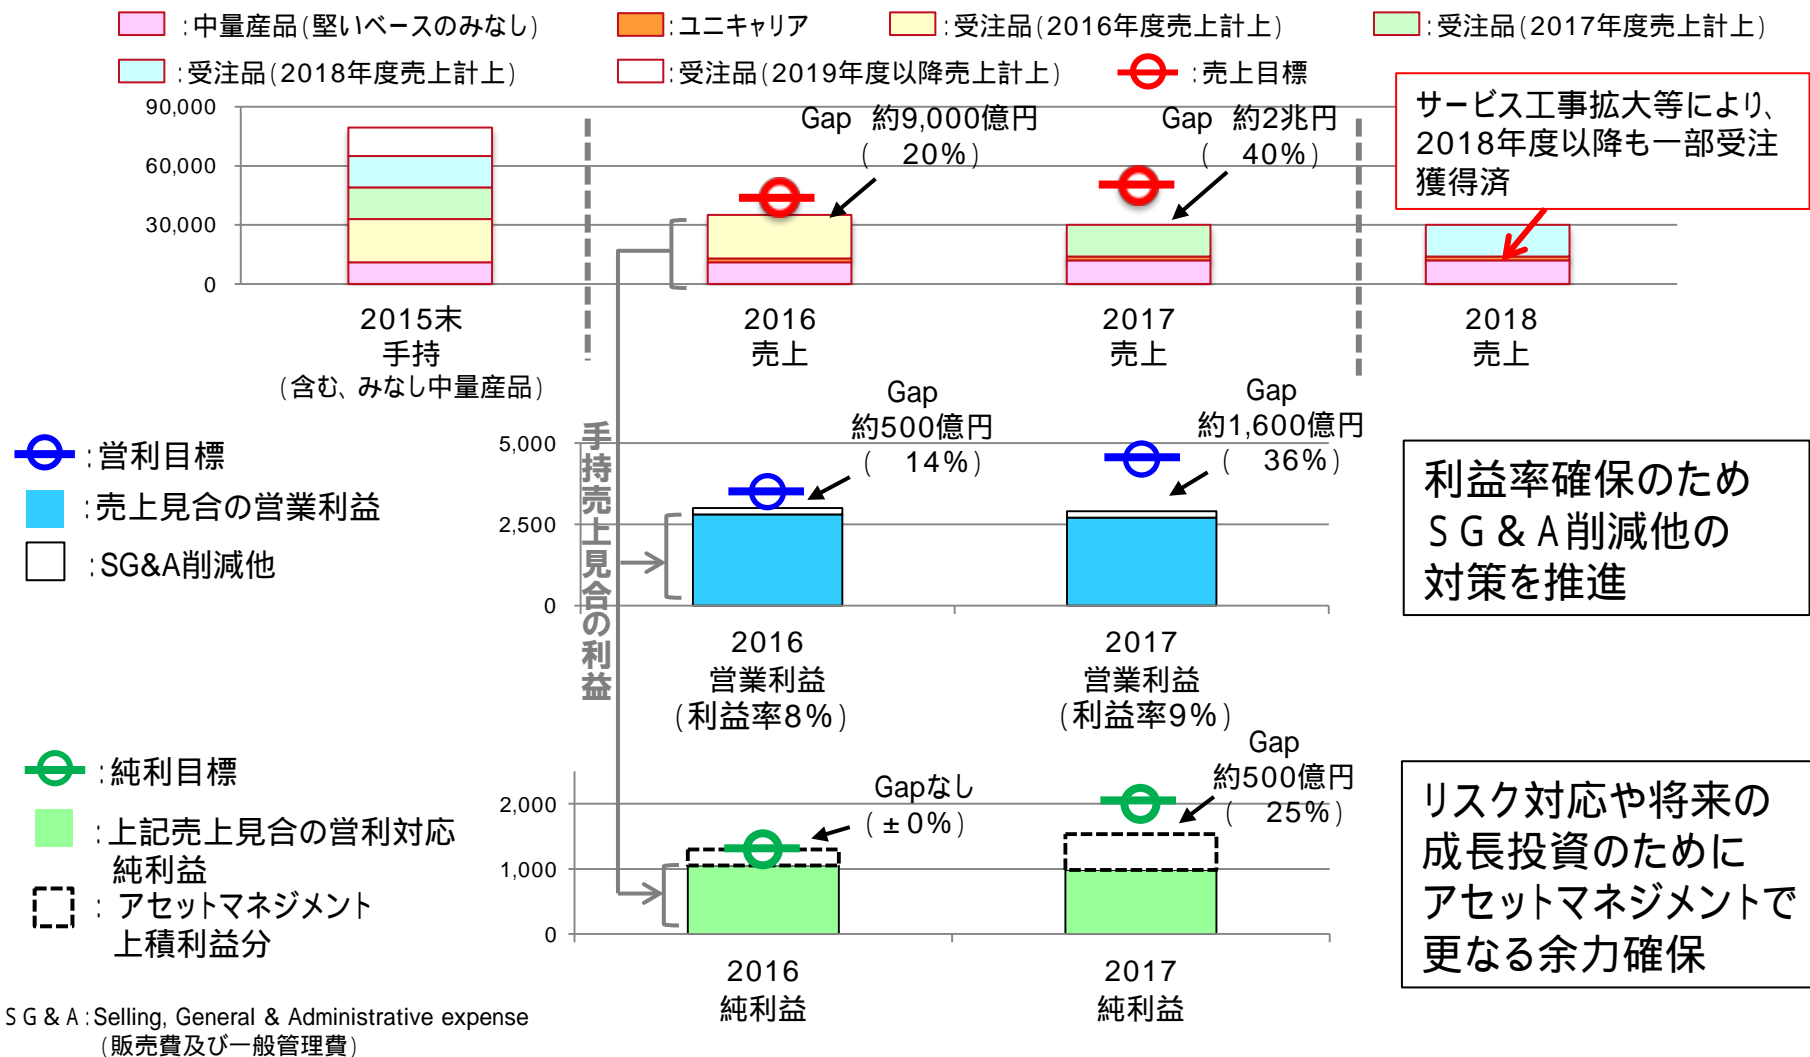 :中量産品(堅いベースのみなし)
:ユニキャリア
:受注品(2016年度売上計上)
:受注品(2017年度売上計上)
:受注品(2018年度売上計上)
:受注品(2019年度以降売上計上)
:売上目標
90,000
60,000
30,000
0
Gap 約9,000億円
( 20%)
Gap 約2兆円
( 40%)
サービス工事拡大等により、
2018年度以降も一部受注
獲得済
2015末
手持
(含む、みなし中量産品)
2016
売上
2017
売上
2018
売上
手持売上見合の利益
:営利目標
:売上見合の営業利益
:SG&A削減他
5,000
2,500
0
Gap
約500億円
( 14%)
Gap
約1,600億円
( 36%)
2016
営業利益
(利益率8%)
2017
営業利益
(利益率9%)
利益率確保のため
SG&A削減他の
対策を推進
:純利目標
:上記売上見合の営利対応
純利益
: アセットマネジメント
上積利益分
2,000
1,000
0
Gapなし
(±0%)
Gap
約500億円
( 25%)
2016
純利益
2017
純利益
リスク対応や将来の
成長投資のために
アセットマネジメントで
更なる余力確保
SG&A:Selling, General & Administrative expense
(販売費及び一般管理費)